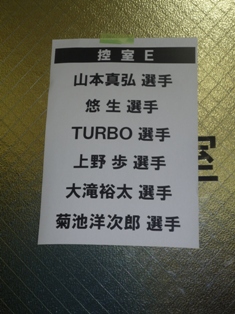 控室 E
山本真弘 選手
悠生 選手
TURBO 選手
上野 歩 選手
大滝裕太 選手
菊池洋次郎 選手